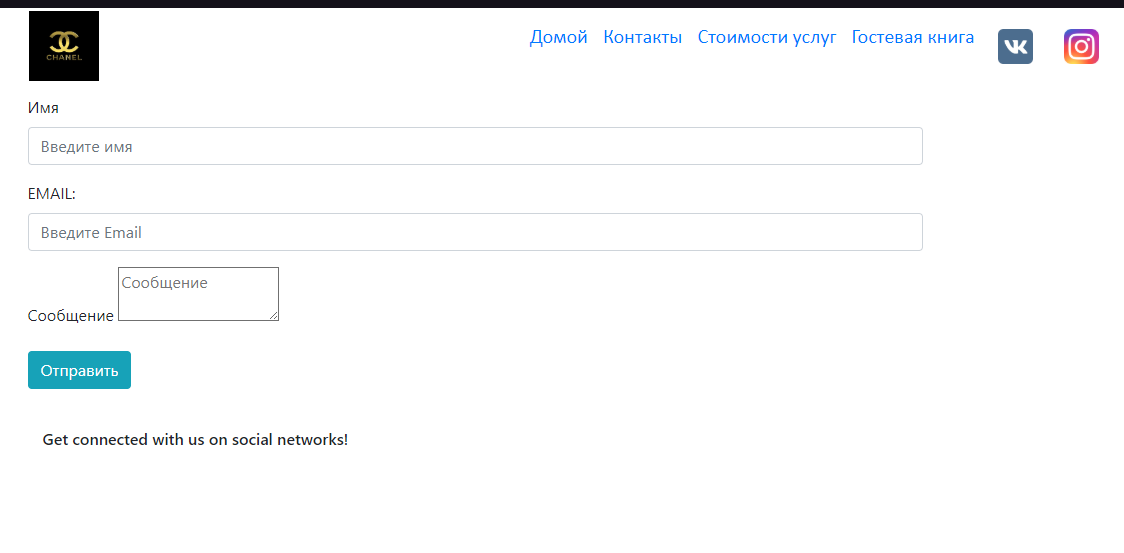 CHANEL
Домой Контакты Стоимости услуг Гостевая книга
Имя
Введите имя
EMAIL:
Введите Email
Сообщение
Сообщение
Отправить
Get connected with us on social networks!